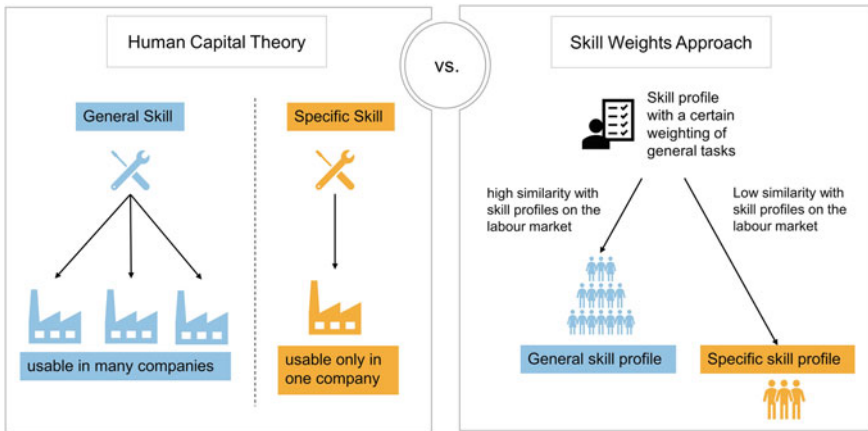 Human Capital Theory
vs.
Skill Weights Approach
General Skill
Specific Skill
usable in many companies
usable only in
one company
Skill profile
with a certain
weighting of
general tasks
high similarity with
skill profiles on the
labour market
Low similarity with
skill profiles on the
labour market
General skill profile
Specific skill profile